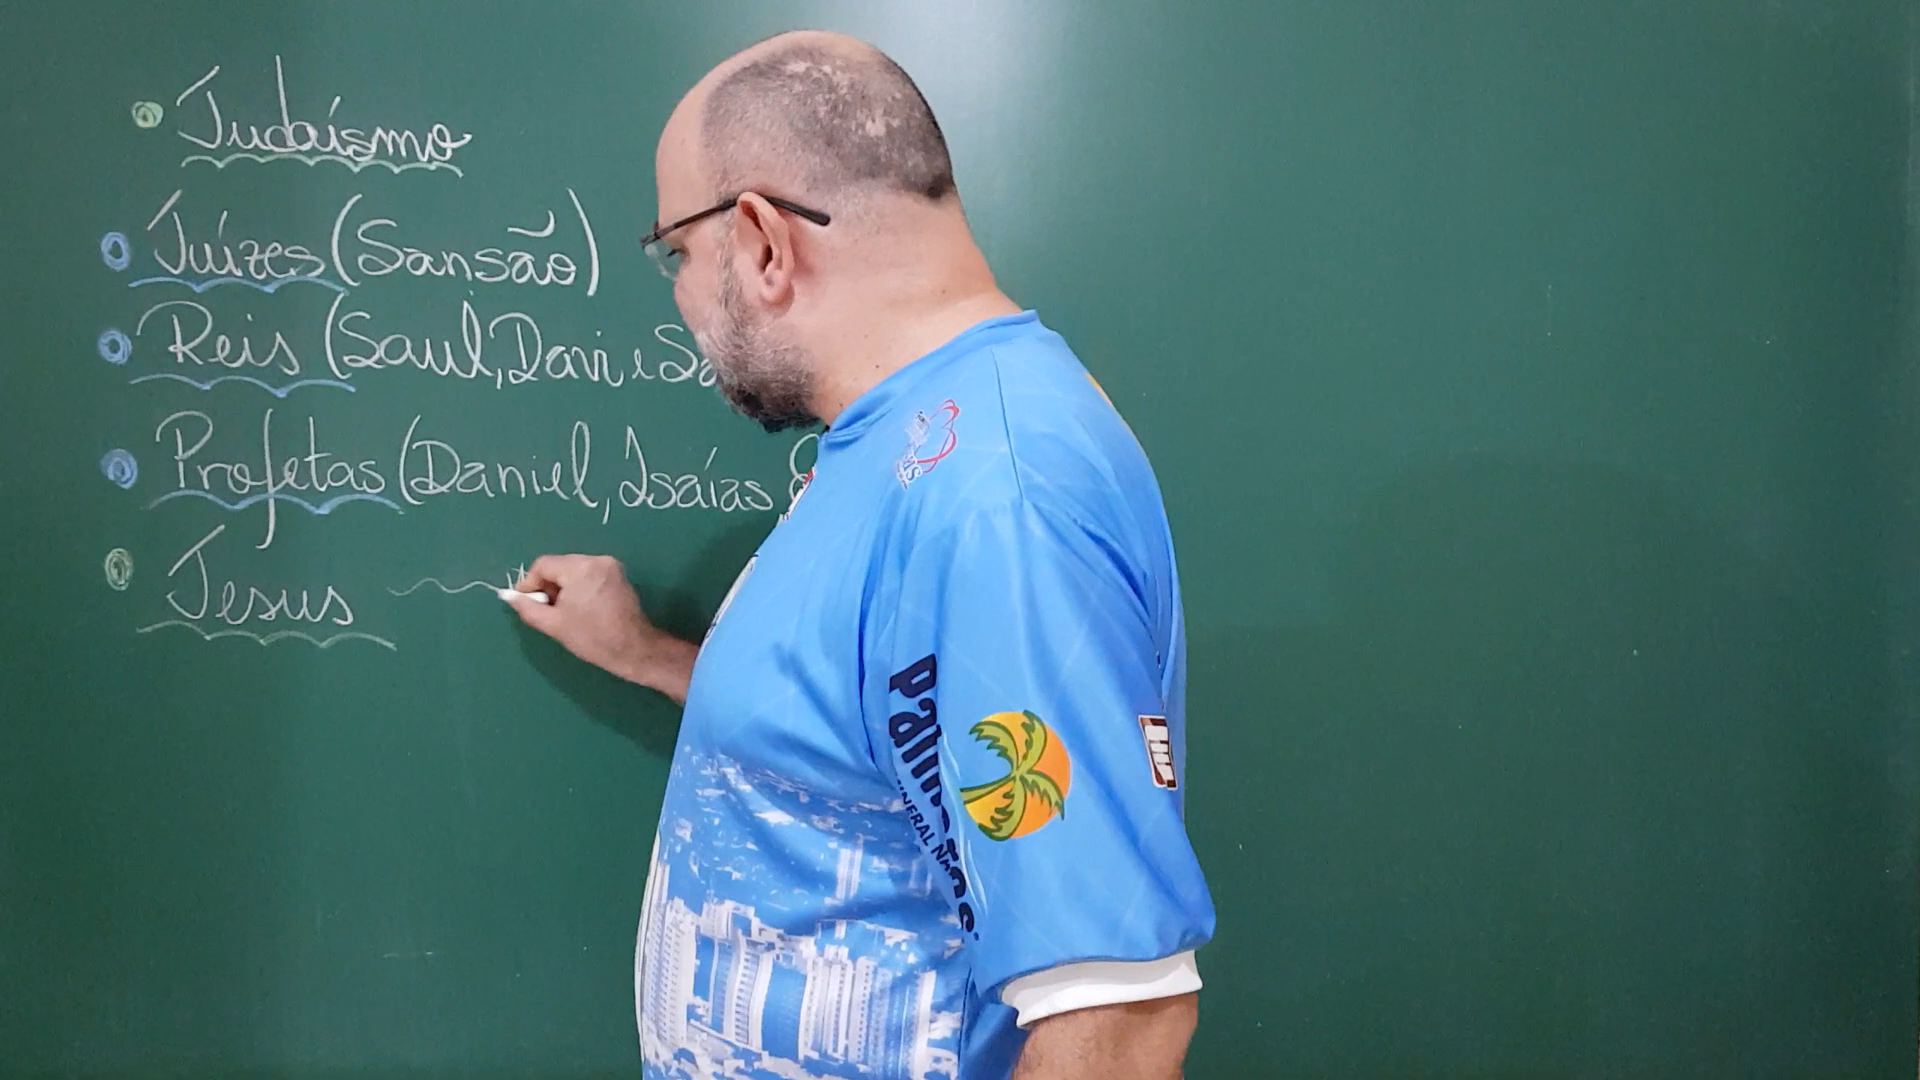 Judaísmo
Juízes (Sansão)
Reis (Saul, Davi e
Profetas (Daniel, Isaías
Jesus